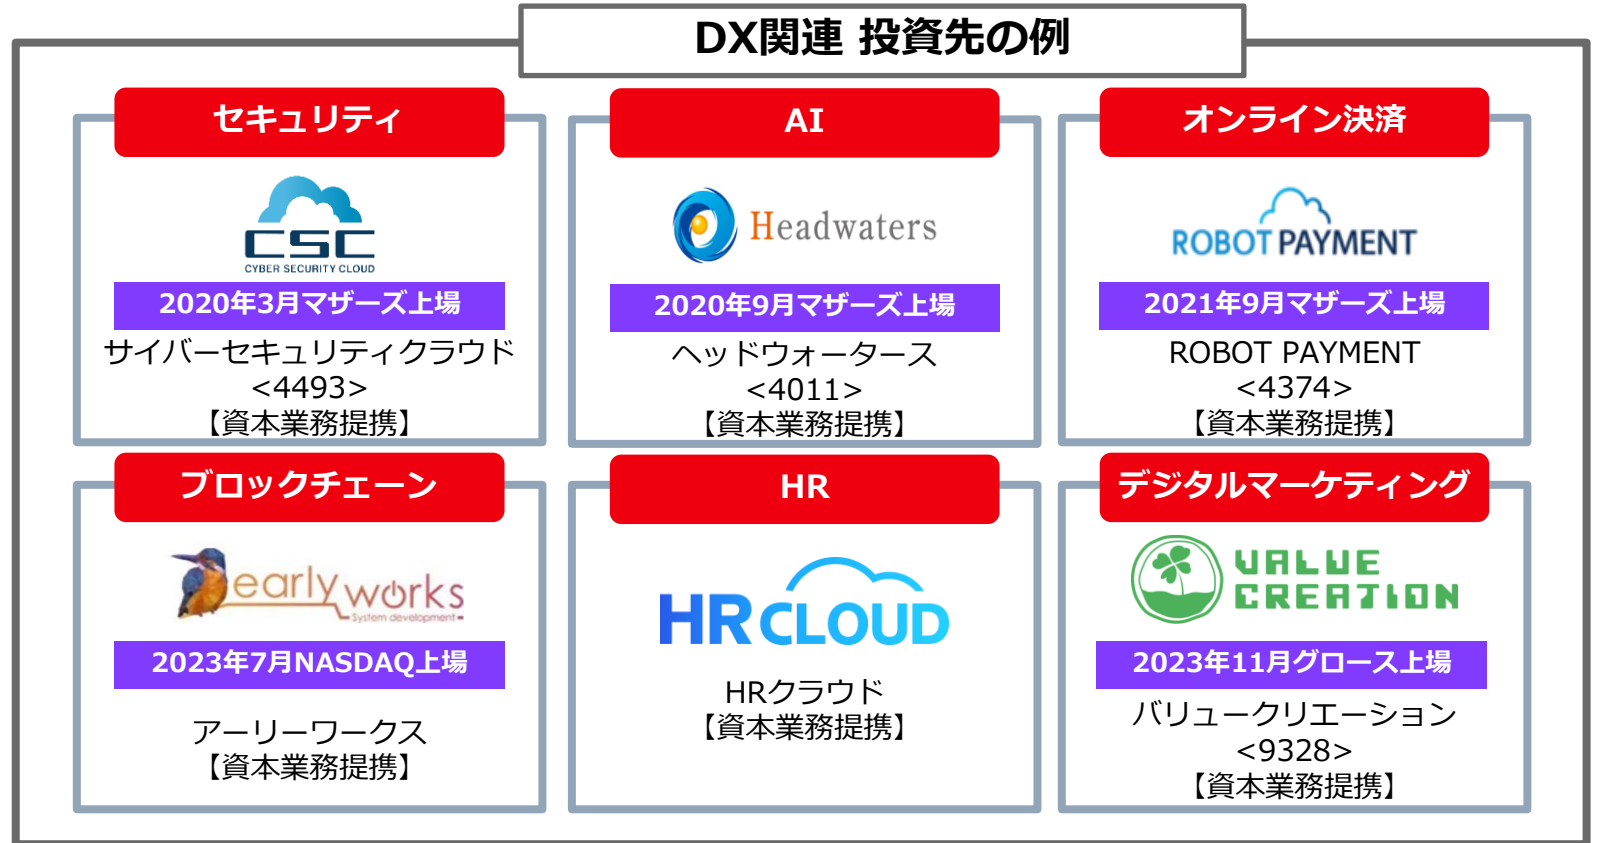 DX関連 投資先の例
セキュリティ
CSC
CYBER SECURITY CLOUD
2020年3月マザーズ上場
サイバーセキュリティクラウド
<4493>
【資本業務提携】
AI
Headwaters
2020年9月マザーズ上場
ヘッドウォータース
<4011>
【資本業務提携】
オンライン決済
ROBOT PAYMENT
2021年9月マザーズ上場
ROBOT PAYMENT
<4374>
【資本業務提携】
ブロックチェーン
earlyworks
System development
2023年7月NASDAQ上場
アーリーワークス
【資本業務提携】
HR
HR CLOUD
HRクラウド
【資本業務提携】
デジタルマーケティング
VALUE
CREATION
2023年11月グロース上場
バリュークリエーション
<9328>
【資本業務提携】